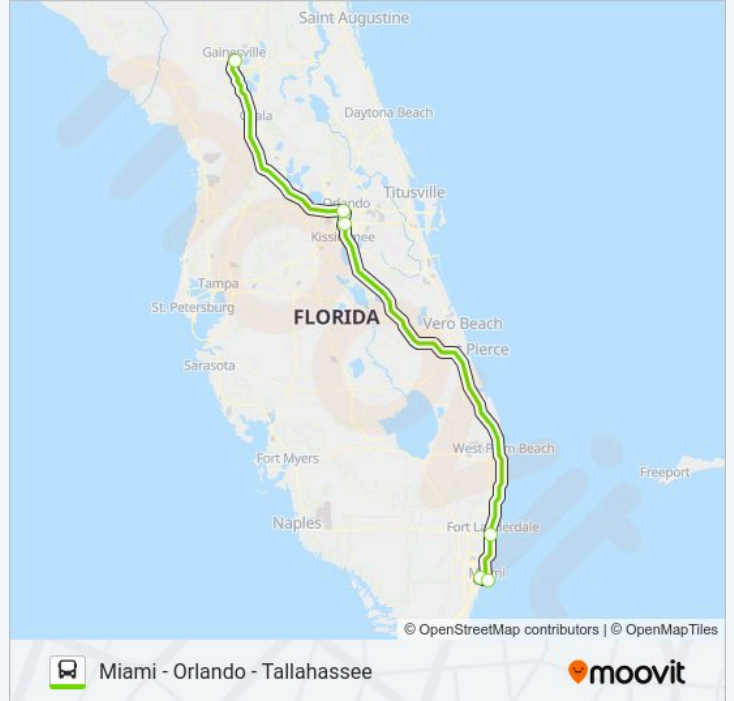 Saint Augustine
Gainesville
Daytona Beach
Ocala
Titusville
Orlando
Kissimmee
Tampa
St. Petersburg
FLORIDA
Vero Beach
Pierce
Sarasota
West Palm Beach
Fort Myers
Freeport
Naples
Fort Lauderdale
Miami
© OpenStreetMap contributors | © OpenMapTiles
Miami - Orlando - Tallahassee
moovit